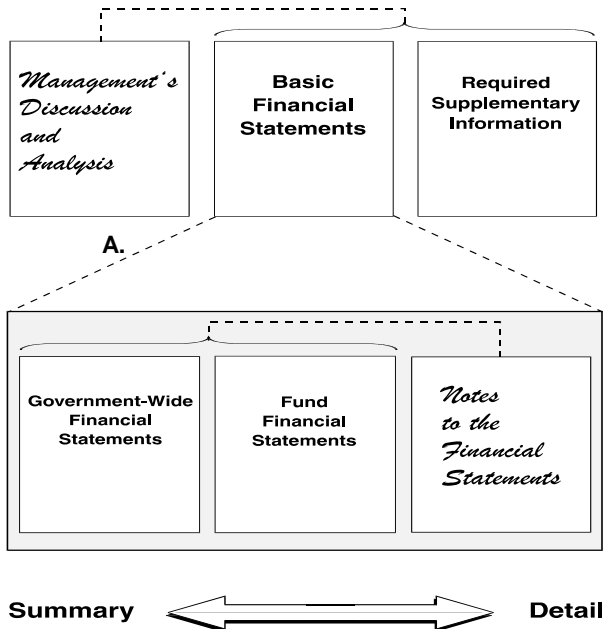 Management's
Discussion
and
Analysis
Basic
Financial
Statements
Required
Supplementary
Information
A.
Government-Wide
Financial
Statements
Fund
Financial
Statements
Notes
to the
Financial
Statements
Summary
Detail